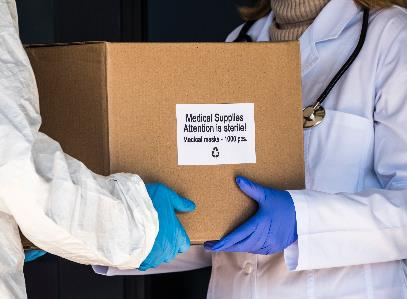 Medical Supplies
Attention is sterile!
Medical masks - 1000 pcs.